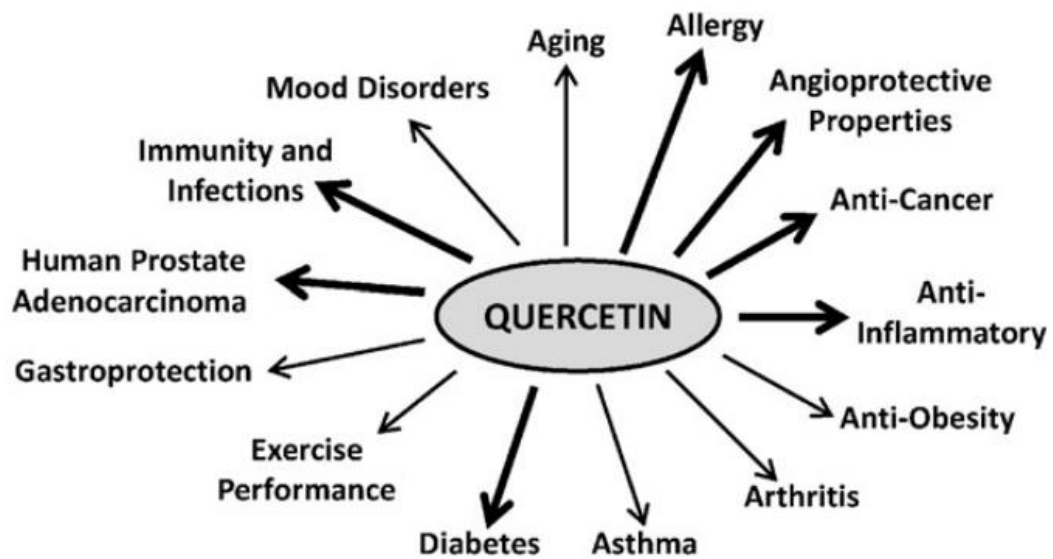 Aging
Allergy
Mood Disorders
Angioprotective
Properties
Immunity and
Infections
Anti-Cancer
Human Prostate
Adenocarcinoma
QUERCETIN
Anti-
Inflammatory
Gastroprotection
Anti-Obesity
Exercise
Performance
Arthritis
Diabetes
Asthma